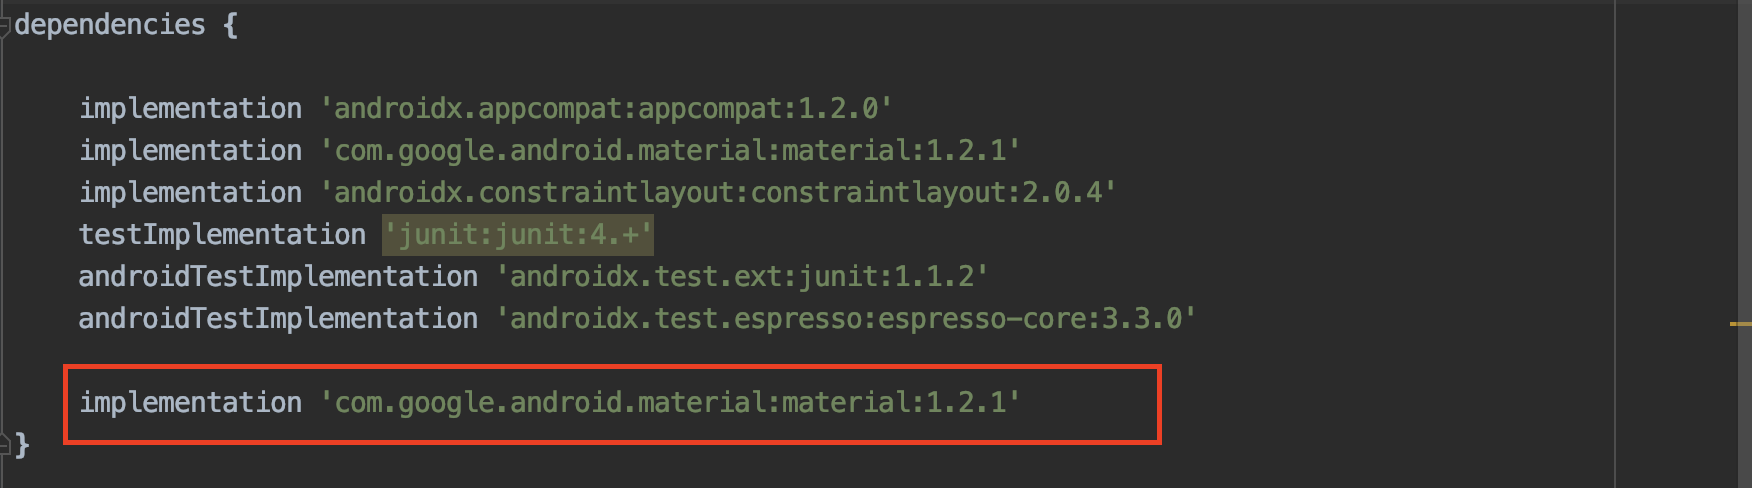 dependencies {
implementation 'androidx.appcompat:appcompat:1.2.0'
implementation 'com.google.android.material:material:1.2.1'
implementation 'androidx.constraintlayout:constraintlayout:2.0.4'
testImplementation 'junit:junit:4.+'
androidTestImplementation 'androidx.test.ext:junit:1.1.2'
androidTestImplementation 'androidx.test.espresso:espresso-core:3.3.0'
implementation 'com.google.android.material:material:1.2.1'
}